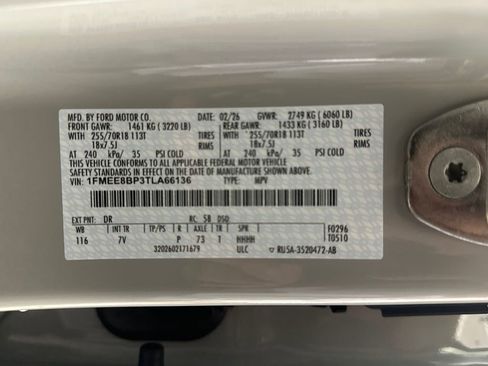 MFD. BY FORD MOTOR CO. DATE: 02/26 GVWR: 2749 KG (6060 LB)
FRONT GAWR: 1461 KG (3220 LB) REAR GAWR: 1433 KG (3160 LB)
WITH 255/70R18 113T TIRES WITH 255/70R18 113T TIRES
18x7.5J RIMS 18x7.5J RIMS
AT 240 kPa/ 35 PSI COLD AT 240 kPa/ 35 PSI COLD
THIS VEHICLE CONFORMS TO ALL APPLICABLE FEDERAL MOTOR VEHICLE
SAFETY STANDARDS IN EFFECT ON THE DATE OF MANUFACTURE SHOWN ABOVE.
VIN: 1FMEE8BP3TLA66136 TYPE: MPV
EXT PNT: DR RC: 5B DSO:
WB INT TR TP/PS R AXLE TR SPR F0296
116 7V P 73 T HHHH T0510
3202602171679 ULC ▽ RU5A-3520472-AB